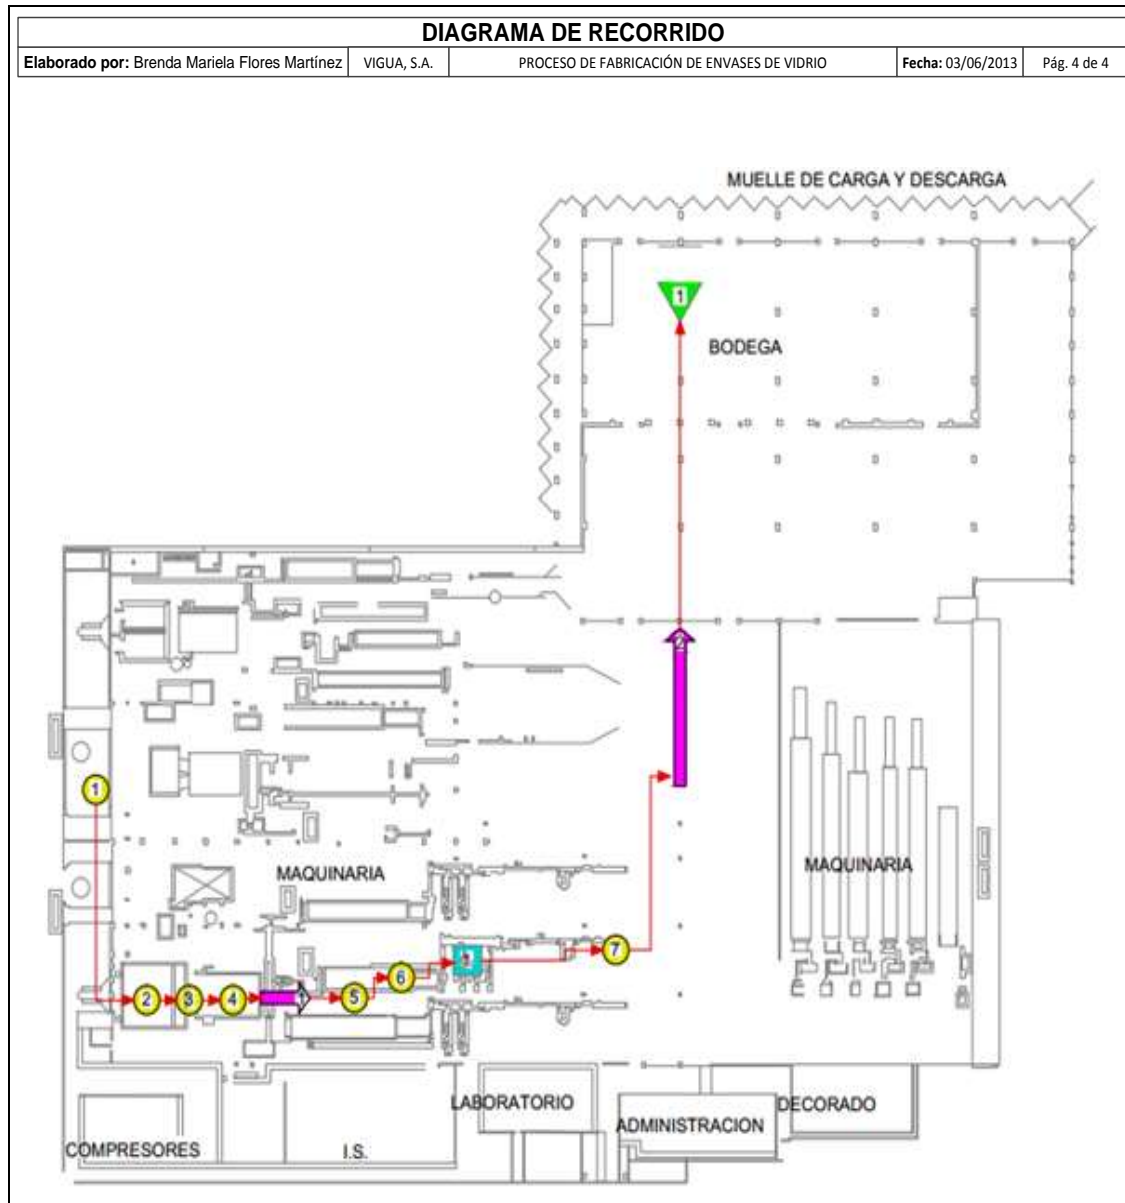 DIAGRAMA DE RECORRIDO
Elaborado por: Brenda Mariela Flores Martínez VIGUA, S.A. PROCESO DE FABRICACIÓN DE ENVASES DE VIDRIO Fecha: 03/06/2013 Pág. 4 de 4
MUELLE DE CARGA Y DESCARGA
1
BODEGA
2
1
MAQUINARIA
MAQUINARIA
7
6
1
2
3
4
1
5
LABORATORIO
DECORADO
ADMINISTRACION
COMPRESORES
I.S.